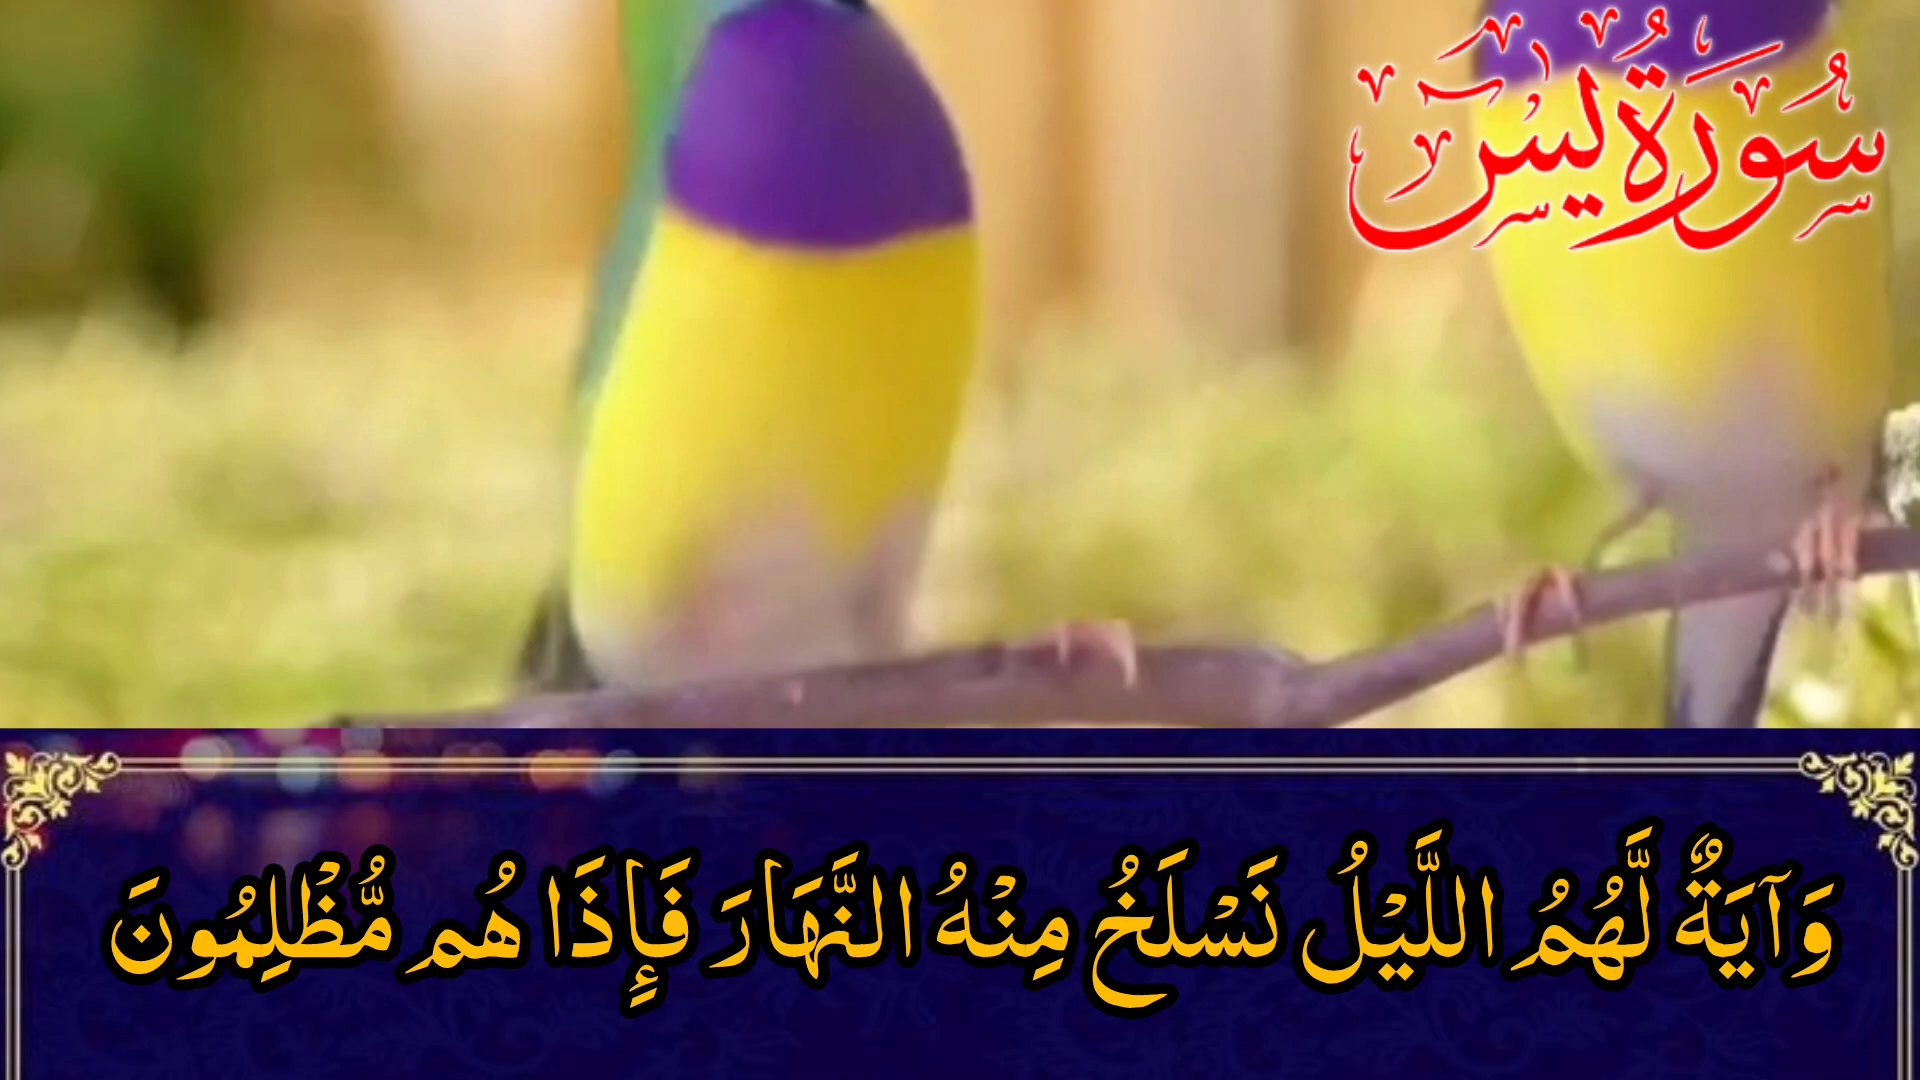 سُورَةُ يسٓ
وَآيَةٌ لَّهُمُ اللَّيْلُ نَسْلَخُ مِنْهُ النَّهَارَ فَإِذَا هُم مُّظْلِمُونَ